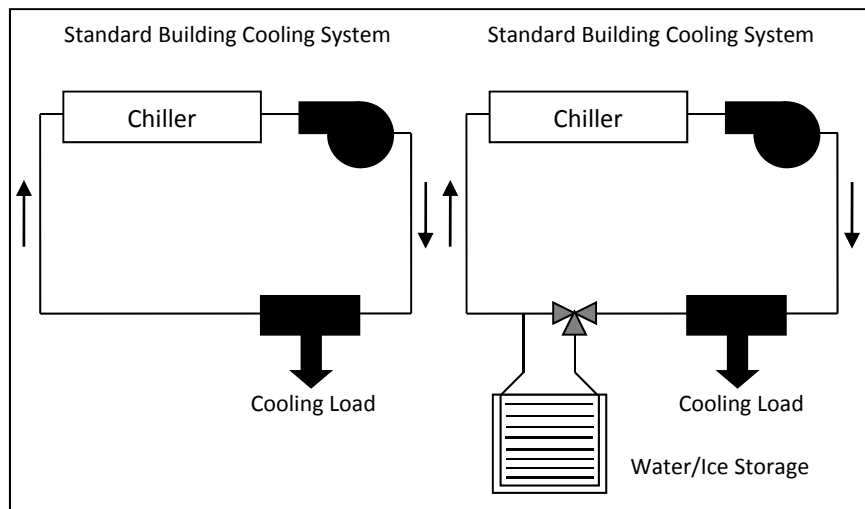 Standard Building Cooling System
Chiller
Cooling Load
Standard Building Cooling System
Chiller
Cooling Load
Water/Ice Storage